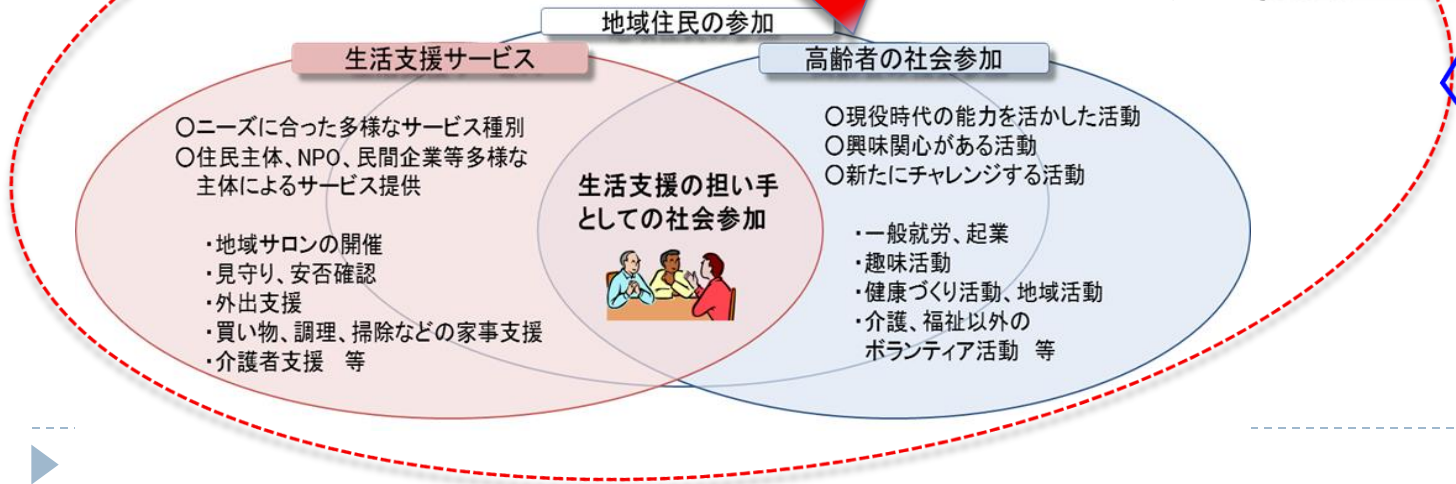 地域住民の参加
生活支援サービス
〇ニーズに合った多様なサービス種別
〇住民主体、NPO、民間企業等多様な
主体によるサービス提供
・地域サロンの開催
・見守り、安否確認
・外出支援
・買い物、調理、掃除などの家事支援
・介護者支援　等
生活支援の担い手
としての社会参加
高齢者の社会参加
〇現役時代の能力を活かした活動
〇興味関心がある活動
〇新たにチャレンジする活動
・一般就労、起業
・趣味活動
・健康づくり活動、地域活動
・介護、福祉以外の
ボランティア活動　等